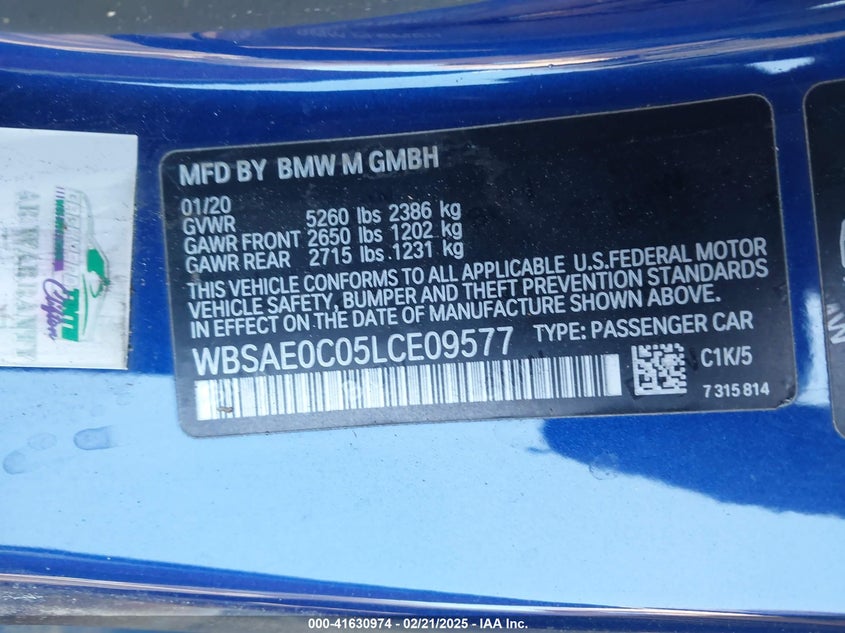 MFD BY BMW M GMBH
01/20
GVWR 5260 lbs 2386 kg
GAWR FRONT 2650 lbs 1202 kg
GAWR REAR 2715 lbs 1231 kg
THIS VEHICLE CONFORMS TO ALL APPLICABLE U.S.FEDERAL MOTOR
VEHICLE SAFETY, BUMPER AND THEFT PREVENTION STANDARDS
IN EFFECT ON THE DATE OF MANUFACTURE SHOWN ABOVE.
WBSAE0C05LCE09577 TYPE: PASSENGER CAR
C1K/5
7 315 814
000-41630974 / 02/21/2025 - IAA Inc.